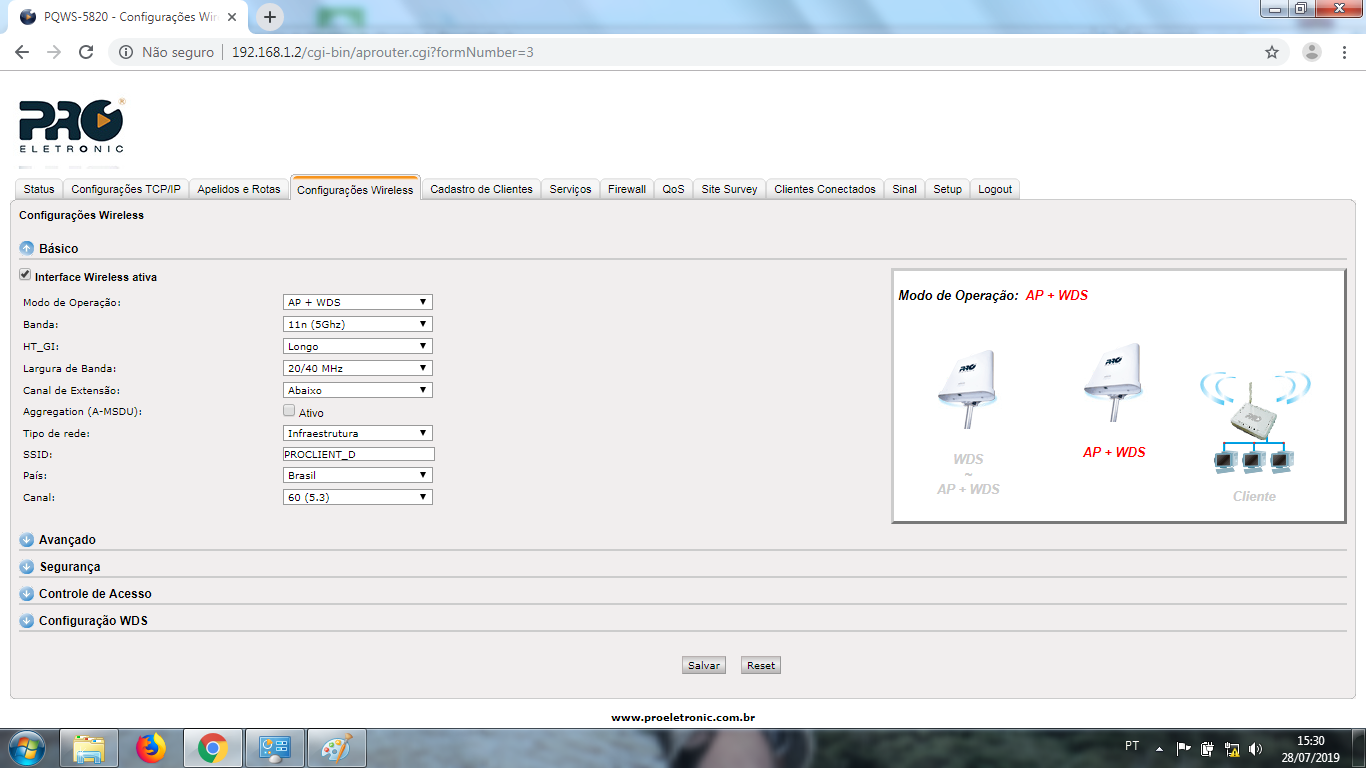 PQWS-5820 - Configurações Wir
Não seguro 192.168.1.2/cgi-bin/aprouter.cgi?formNumber=3
PRO®
ELETRONIC
Status Configurações TCP/IP Apelidos e Rotas Configurações Wireless Cadastro de Clientes Serviços Firewall QoS Site Survey Clientes Conectados Sinal Setup Logout
Configurações Wireless
Básico
Interface Wireless ativa
Modo de Operação: AP + WDS
Banda: 11n (5Ghz)
HT_GI: Longo
Largura de Banda: 20/40 MHz
Canal de Extensão: Abaixo
Aggregation (A-MSDU): Ativo
Tipo de rede: Infraestrutura
SSID: PROCLIENT_D
País: Brasil
Canal: 60 (5.3)
Modo de Operação: AP + WDS
PRO
PRO
PRO
WDS
~
AP + WDS
AP + WDS
Cliente
Avançado
Segurança
Controle de Acesso
Configuração WDS
Salvar Reset
www.proeletronic.com.br
PT
15:30
28/07/2019